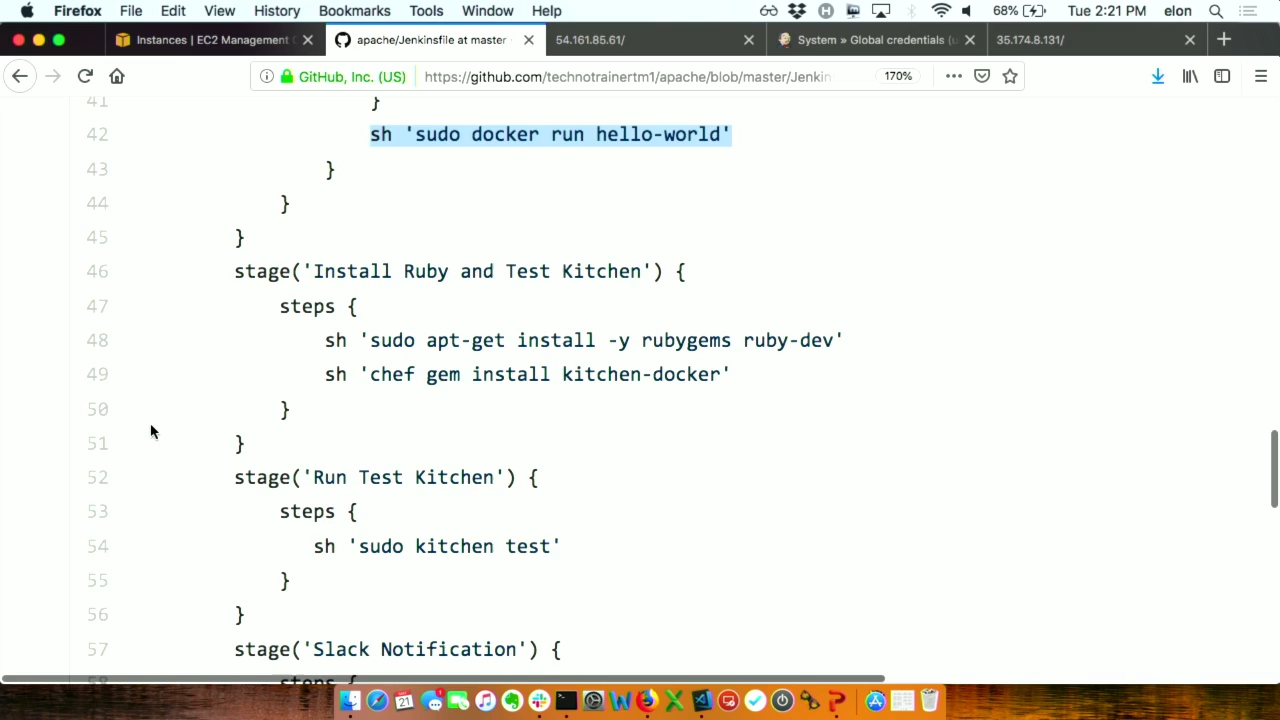 Firefox File Edit View History Bookmarks Tools Window Help 68% Tue 2:21 PM elon
Instances | EC2 Management apache/Jenkinsfile at master 54.161.85.61/ System » Global credentials (u 35.174.8.131/
GitHub, Inc. (US) https://github.com/technotrainertm1/apache/blob/master/Jenkin 170%
41 }
42 sh 'sudo docker run hello-world'
43 }
44 }
45 }
46 stage('Install Ruby and Test Kitchen') {
47 steps {
48 sh 'sudo apt-get install -y rubygems ruby-dev'
49 sh 'chef gem install kitchen-docker'
50 }
51 }
52 stage('Run Test Kitchen') {
53 steps {
54 sh 'sudo kitchen test'
55 }
56 }
57 stage('Slack Notification') {
58 steps {
21